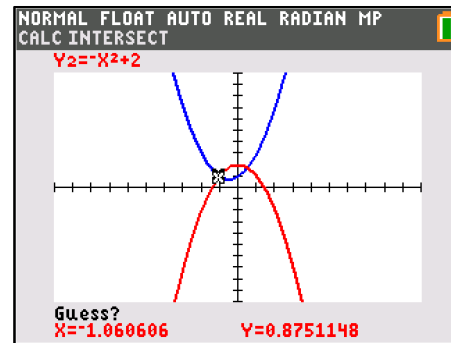 NORMAL FLOAT AUTO REAL RADIAN MP
CALC INTERSECT
Y₂=-X²+2
Guess?
X=-1.060606 Y=0.8751148